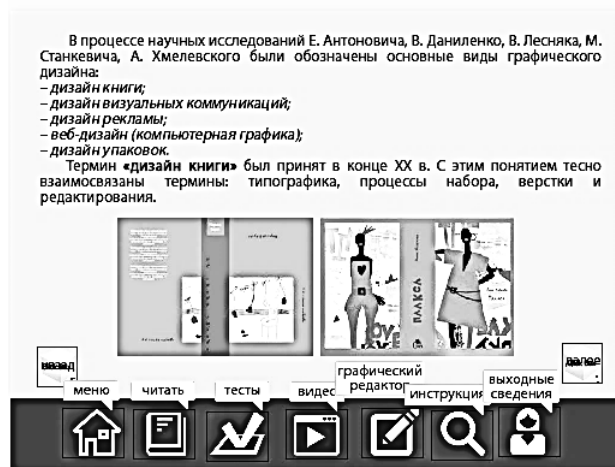 В процессе научных исследований Е. Антоновича, В. Даниленко, В. Лесняка, М.
Станкевича, А. Хмелевского были обозначены основные виды графического
дизайна:
– дизайн книги;
– дизайн визуальных коммуникаций;
– дизайн рекламы;
– веб-дизайн (компьютерная графика);
– дизайн упаковок.
Термин «дизайн книги» был принят в конце XX в. С этим понятием тесно
взаимосвязаны термины: типографика, процессы набора, верстки и
редактирования.
назад
далее
меню
читать
тесты
видео
графический
редактор
инструкция
выходные
сведения